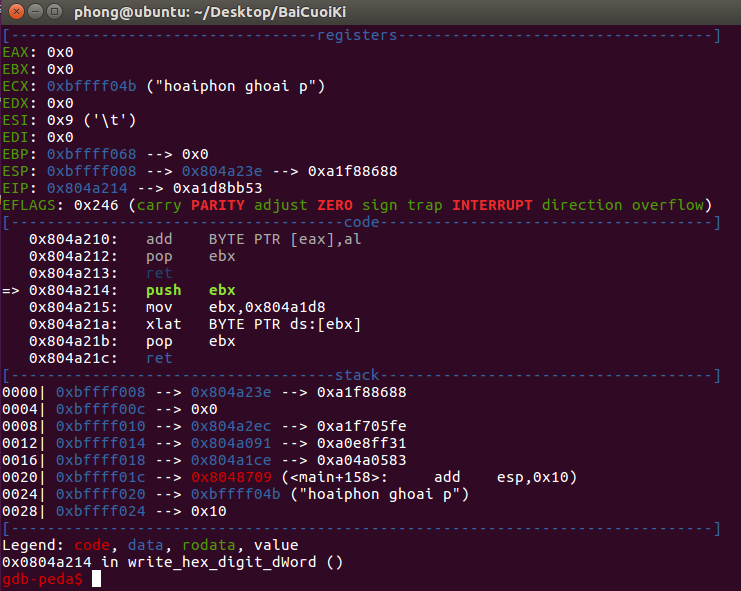 phong@ubuntu: ~/Desktop/BaiCuoiKi
[-----------------------------------registers-----------------------------------]
EAX: 0x0
EBX: 0x0
ECX: 0xbffff04b ("hoaiphon ghoai p")
EDX: 0x0
ESI: 0x9 ('\t')
EDI: 0x0
EBP: 0xbffff068 --> 0x0
ESP: 0xbffff008 --> 0x804a23e --> 0xa1f88688
EIP: 0x804a214 --> 0xa1d8bb53
EFLAGS: 0x246 (carry PARITY adjust ZERO sign trap INTERRUPT direction overflow)
[--------------------------------------code-------------------------------------]
0x804a210: add BYTE PTR [eax],al
0x804a212: pop ebx
0x804a213: ret
=> 0x804a214: push ebx
0x804a215: mov ebx,0x804a1d8
0x804a21a: xlat BYTE PTR ds:[ebx]
0x804a21b: pop ebx
0x804a21c: ret
[-------------------------------------stack-------------------------------------]
0000| 0xbffff008 --> 0x804a23e --> 0xa1f88688
0004| 0xbffff00c --> 0x0
0008| 0xbffff010 --> 0x804a2ec --> 0xa1f705fe
0012| 0xbffff014 --> 0x804a091 --> 0xa0e8ff31
0016| 0xbffff018 --> 0x804a1ce --> 0xa04a0583
0020| 0xbffff01c --> 0x8048709 (<main+158>: add esp,0x10)
0024| 0xbffff020 --> 0xbffff04b ("hoaiphon ghoai p")
0028| 0xbffff024 --> 0x10
[-------------------------------------------------------------------------------]
Legend: code, data, rodata, value
0x0804a214 in write_hex_digit_dWord ()
gdb-peda$